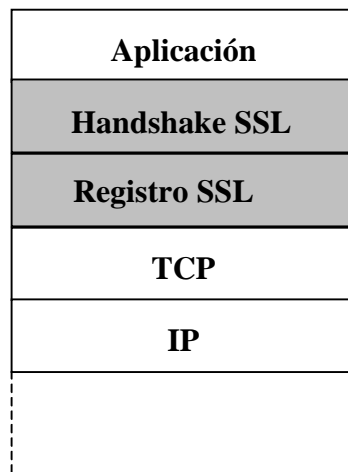 Aplicación
Handshake SSL
Registro SSL
TCP
IP